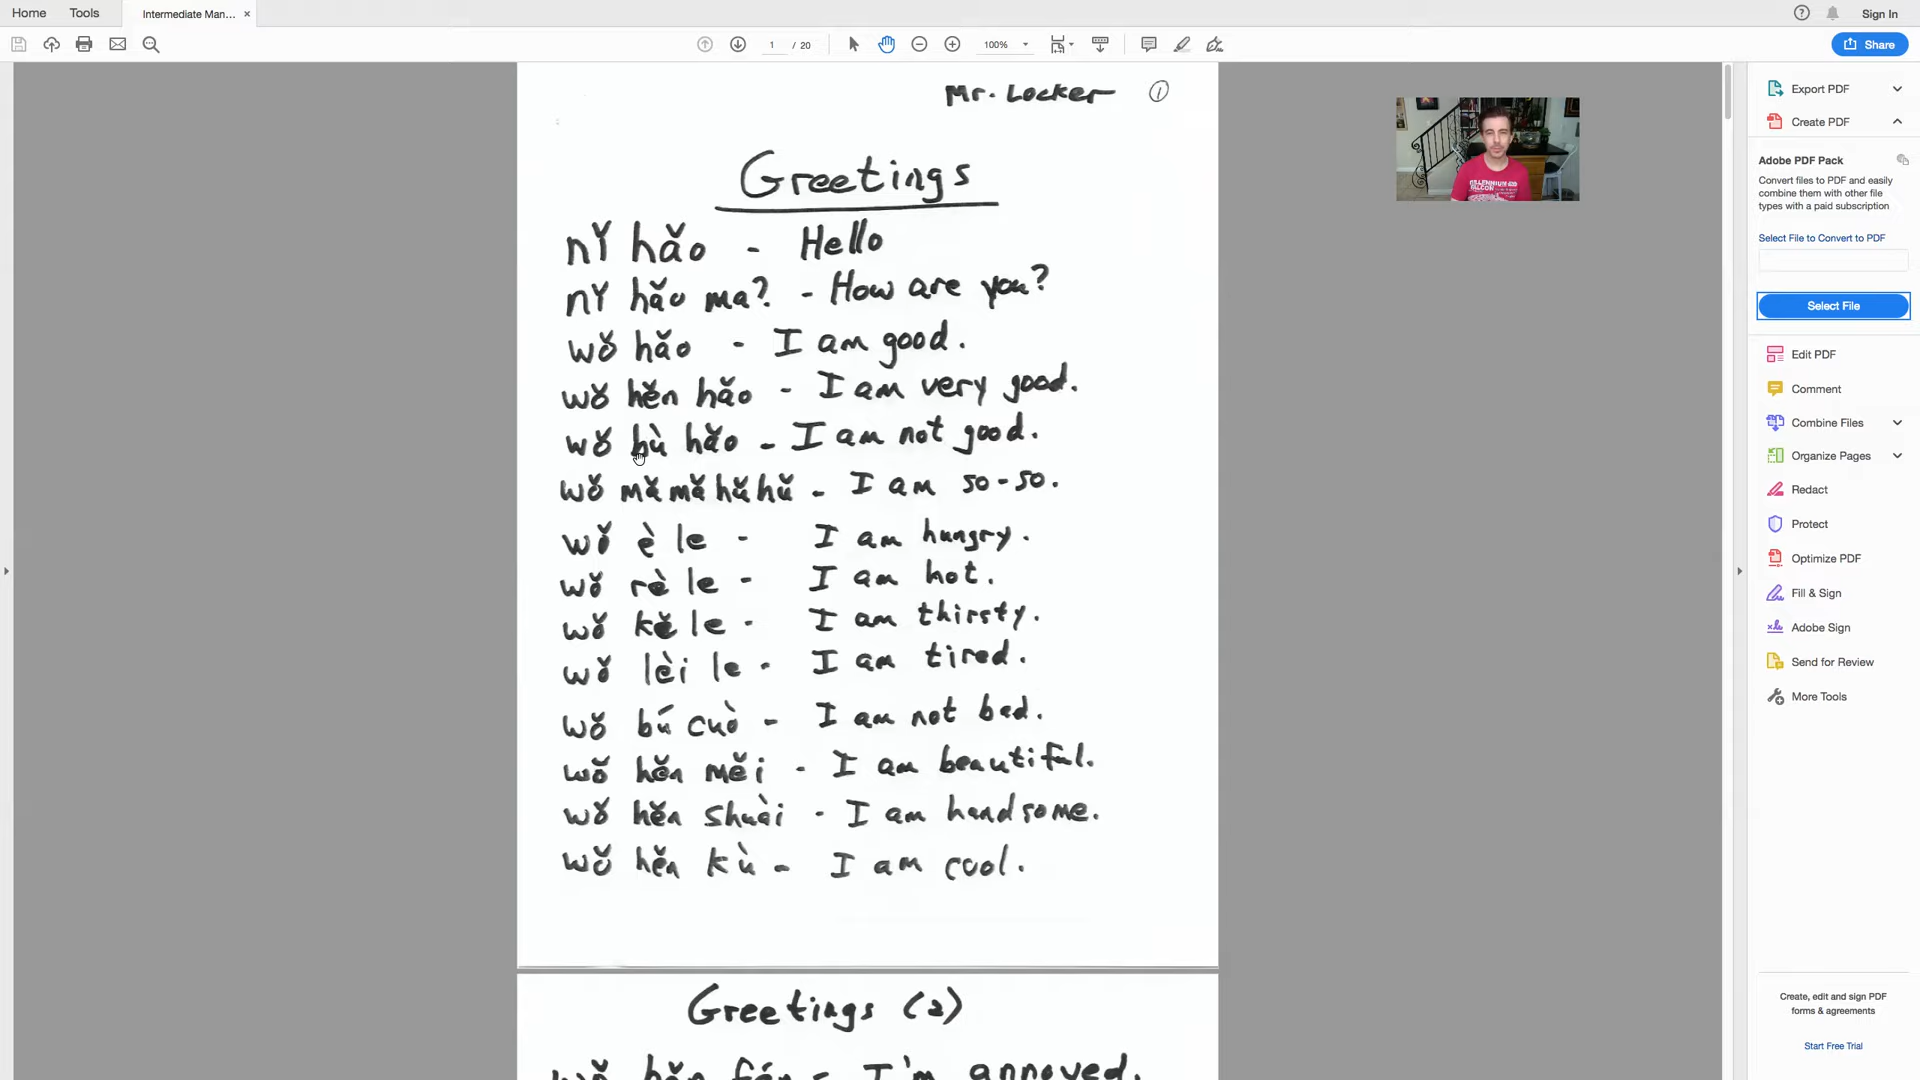 Home Tools Intermediate Man... × Sign In
1 / 20 100% Share
Mr. Locker ①
Greetings
nǐ hǎo - Hello
nǐ hǎo ma? - How are you?
wǒ hǎo - I am good.
wǒ hěn hǎo - I am very good.
wǒ bù hǎo - I am not good.
wǒ mǎmǎhǔhǔ - I am so-so.
wǒ è le - I am hungry.
wǒ rè le - I am hot.
wǒ kě le - I am thirsty.
wǒ lèi le - I am tired.
wǒ bú cuò - I am not bad.
wǒ hěn měi - I am beautiful.
wǒ hěn shuài - I am handsome.
wǒ hěn kù - I am cool.
Greetings (2)
wǒ hěn fán - I'm annoyed.
Export PDF
Create PDF
Adobe PDF Pack
Convert files to PDF and easily
combine them with other file
types with a paid subscription
Select File to Convert to PDF
Select File
Edit PDF
Comment
Combine Files
Organize Pages
Redact
Protect
Optimize PDF
Fill & Sign
Adobe Sign
Send for Review
More Tools
Create, edit and sign PDF
forms & agreements
Start Free Trial